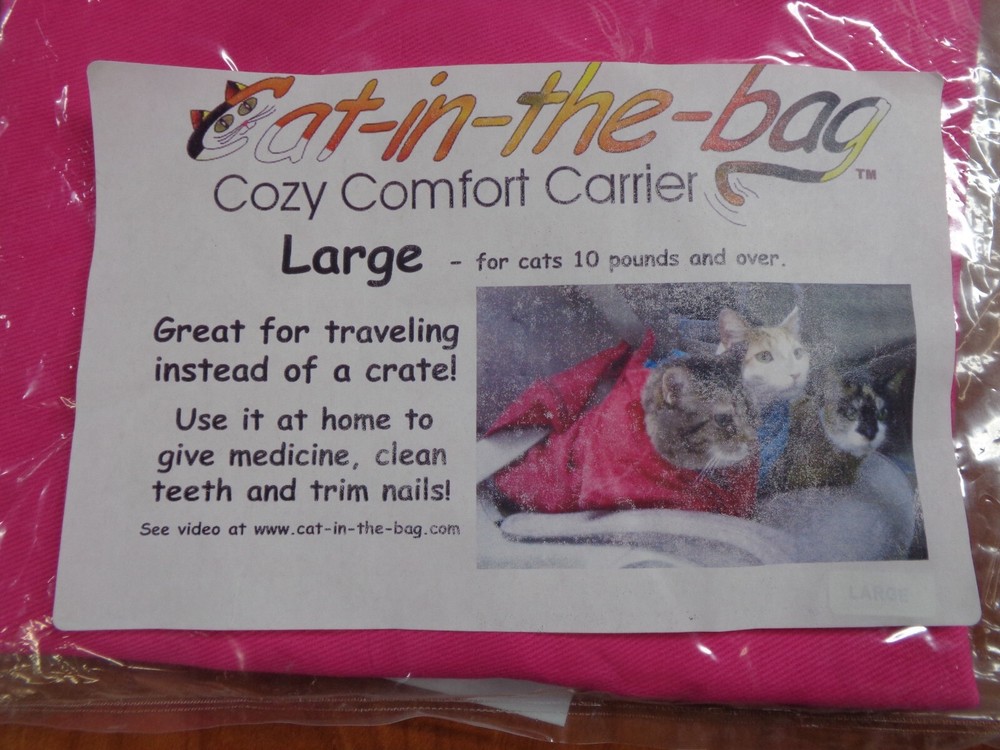 Cat-in-the-bag™
Cozy Comfort Carrier
Large - for cats 10 pounds and over.
Great for traveling
instead of a crate!
Use it at home to
give medicine, clean
teeth and trim nails!
See video at www.cat-in-the-bag.com
LARGE